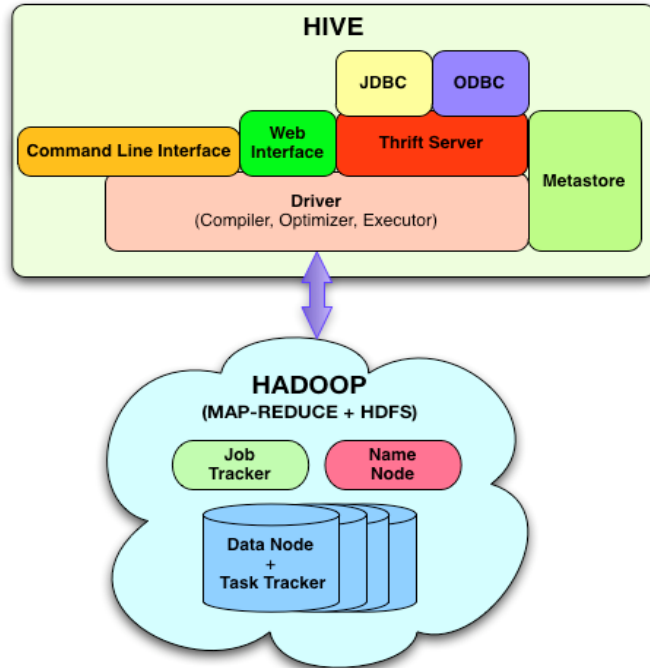 HIVE
JDBC
ODBC
Command Line Interface
Web
Interface
Thrift Server
Metastore
Driver
(Compiler, Optimizer, Executor)
HADOOP
(MAP-REDUCE + HDFS)
Job
Tracker
Name
Node
Data Node
+
Task Tracker